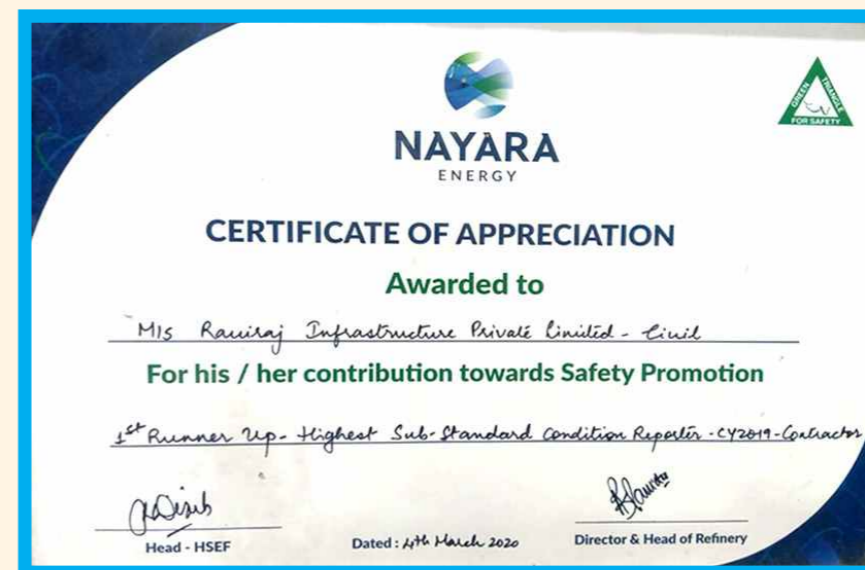 GREEN TRIANGLE
FOR SAFETY
NAYARA
ENERGY
CERTIFICATE OF APPRECIATION
Awarded to
M/s Raviraj Infrastructure Private Limited - Civil
For his / her contribution towards Safety Promotion
1st Runner Up - Highest Sub-Standard Condition Reporter - CY2019 - Contractor
Head - HSEF
Dated : 4th March 2020
Director & Head of Refinery